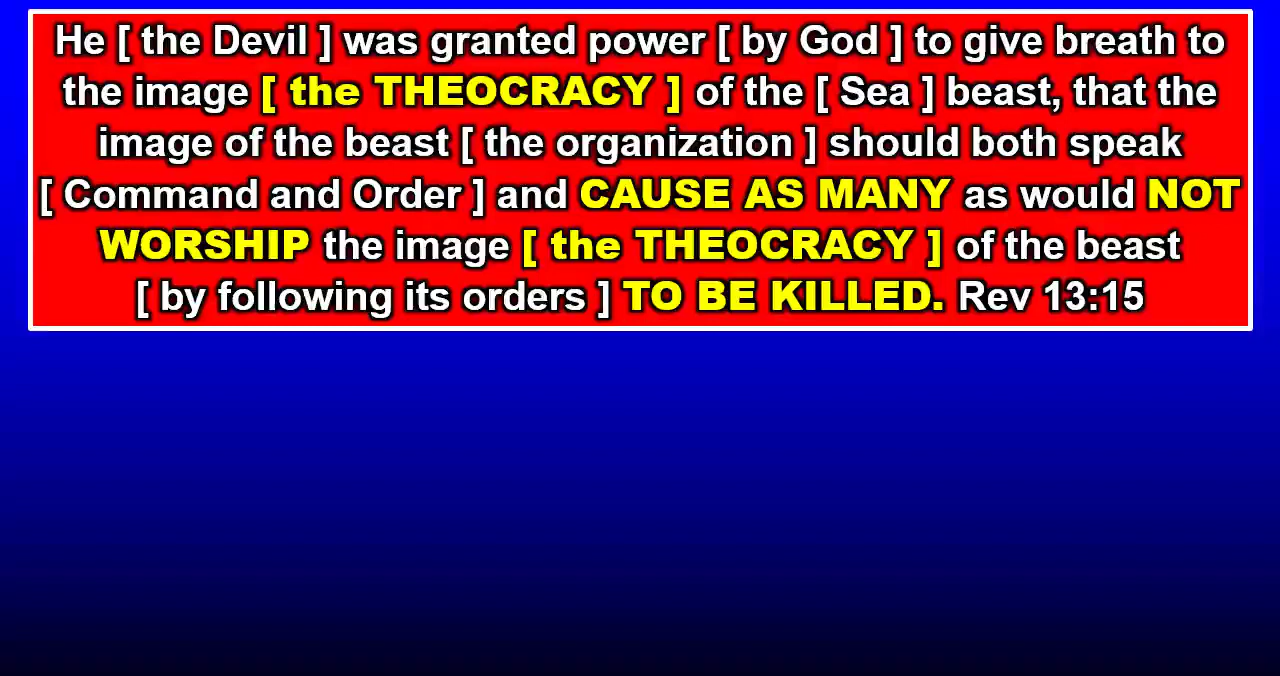 He [ the Devil ] was granted power [ by God ] to give breath to
the image [ the THEOCRACY ] of the [ Sea ] beast, that the
image of the beast [ the organization ] should both speak
[ Command and Order ] and CAUSE AS MANY as would NOT
WORSHIP the image [ the THEOCRACY ] of the beast
[ by following its orders ] TO BE KILLED. Rev 13:15